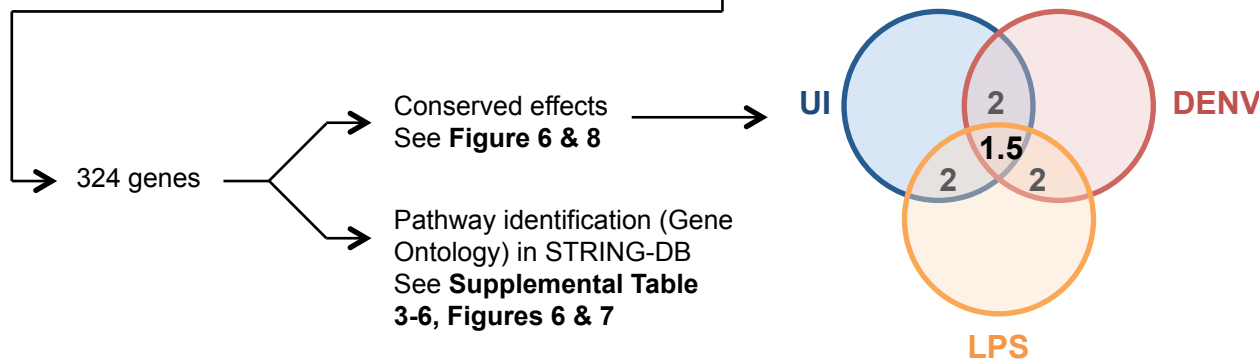 324 genes
Conserved effects
See Figure 6 & 8
Pathway identification (Gene
Ontology) in STRING-DB
See Supplemental Table
3-6, Figures 6 & 7
UI
2
DENV
1.5
2
2
LPS